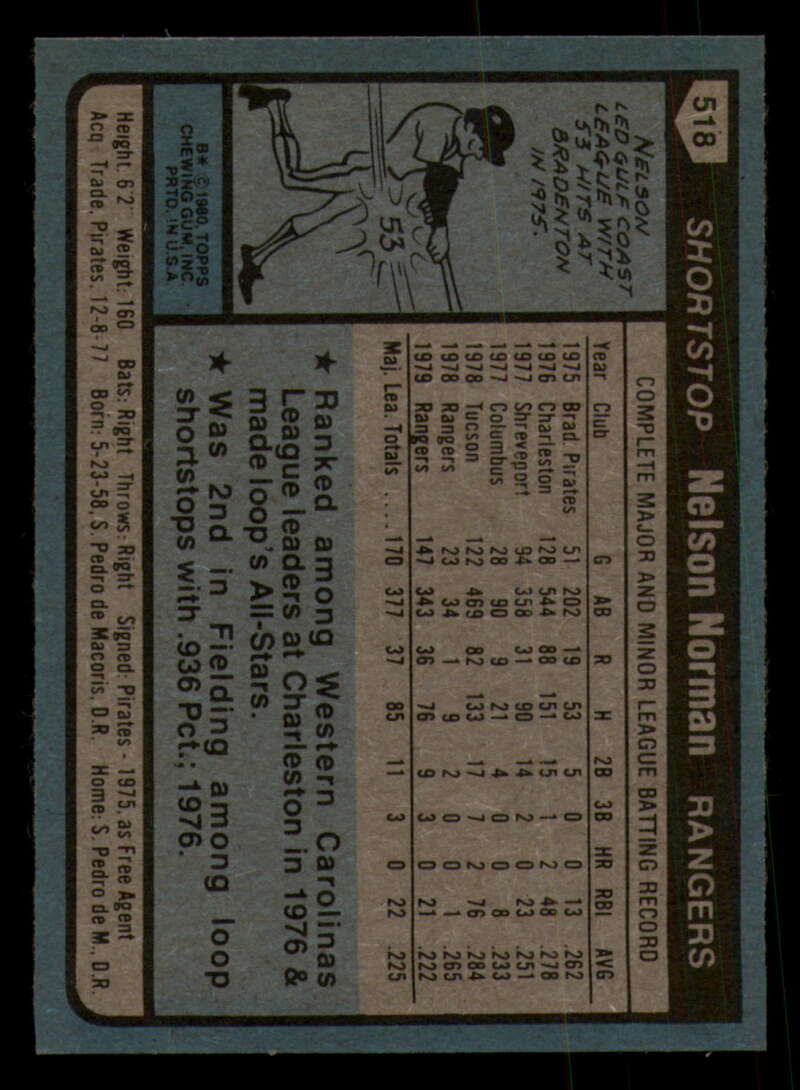 518 SHORTSTOP Nelson Norman RANGERS
NELSON
LED GULF COAST
LEAGUE WITH
53 HITS AT
BRADENTON
IN 1975.
53
B* © 1980, TOPPS
CHEWING GUM, INC.
PRTD. IN U.S.A
COMPLETE MAJOR AND MINOR LEAGUE BATTING RECORD
Year Club G AB R H 2B 3B HR RBI AVG
1975 Brad. Pirates 51 202 19 53 5 0 0 13 .262
1976 Charleston 128 544 88 151 15 1 2 48 .278
1977 Shreveport 94 358 31 90 14 2 0 23 .251
1977 Columbus 28 90 9 21 4 0 0 8 .233
1978 Tucson 122 469 82 133 17 7 2 76 .284
1978 Rangers 23 34 1 9 2 0 0 1 .265
1979 Rangers 147 343 36 76 9 3 0 21 .222
Maj. Lea. Totals .... 170 377 37 85 11 3 0 22 .225
★ Ranked among Western Carolinas
League leaders at Charleston in 1976 &
made loop's All-Stars.
★ Was 2nd in Fielding among loop
shortstops with .936 Pct.; 1976.
Height: 6'2" Weight: 160 Bats: Right Throws: Right Signed: Pirates - 1975, as Free Agent
Acq Trade, Pirates, 12-8-77 Born: 5-23-58, S. Pedro de Macoris, D.R. Home: S. Pedro de M., D.R.